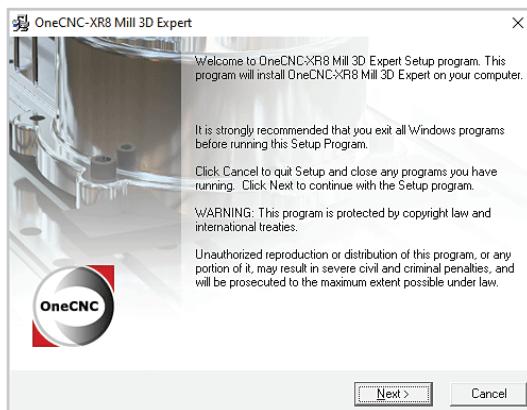 OneCNC-XR8 Mill 3D Expert
Welcome to OneCNC-XR8 Mill 3D Expert Setup program. This
program will install OneCNC-XR8 Mill 3D Expert on your computer.
It is strongly recommended that you exit all Windows programs
before running this Setup Program.
Click Cancel to quit Setup and close any programs you have
running. Click Next to continue with the Setup program.
WARNING: This program is protected by copyright law and
international treaties.
Unauthorized reproduction or distribution of this program, or any
portion of it, may result in severe civil and criminal penalties, and
will be prosecuted to the maximum extent possible under law.
OneCNC
Next >
Cancel